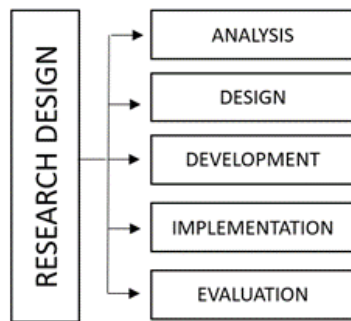 RESEARCH DESIGN
ANALYSIS
DESIGN
DEVELOPMENT
IMPLEMENTATION
EVALUATION